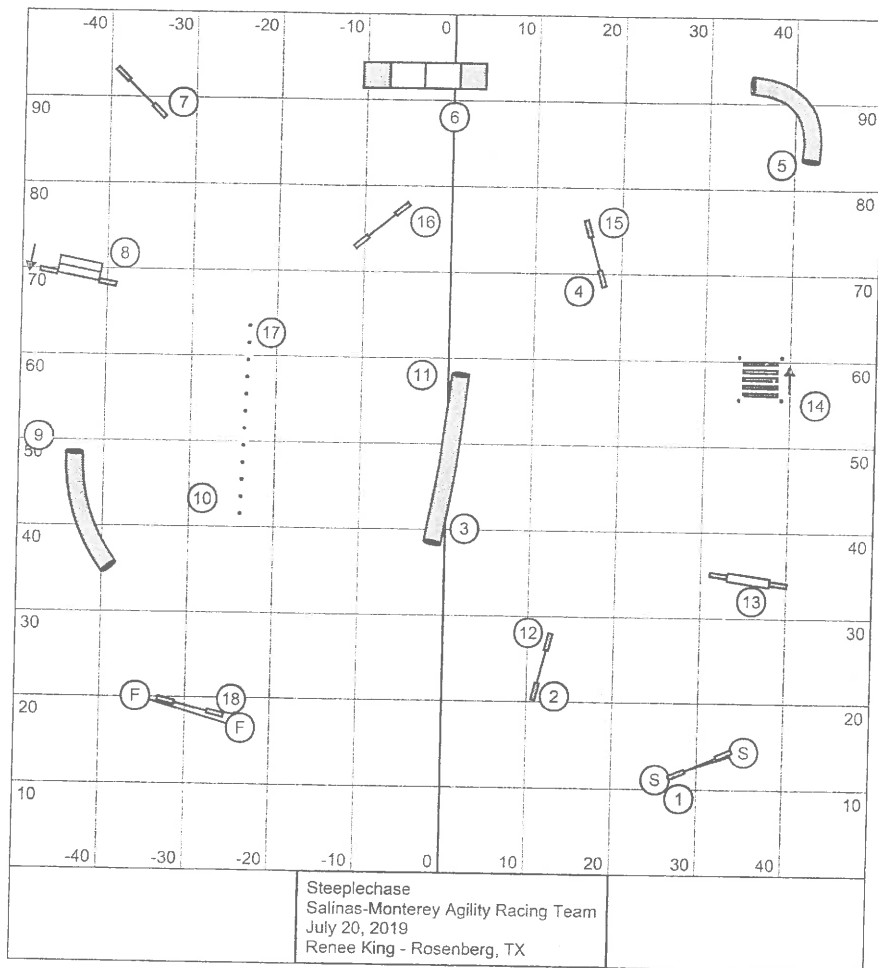 -40 -30 -20 -10 0 10 20 30 40
7
90 6 90
5
80 16 15 80
8
4
70 70
17
60 11 60
14
9
50 50
10
40 3 40
13
30 12 30
F 18 2
20 F 20
S
S
1
10 10
-40 -30 -20 -10 0 10 20 30 40
Steeplechase
Salinas-Monterey Agility Racing Team
July 20, 2019
Renee King - Rosenberg, TX